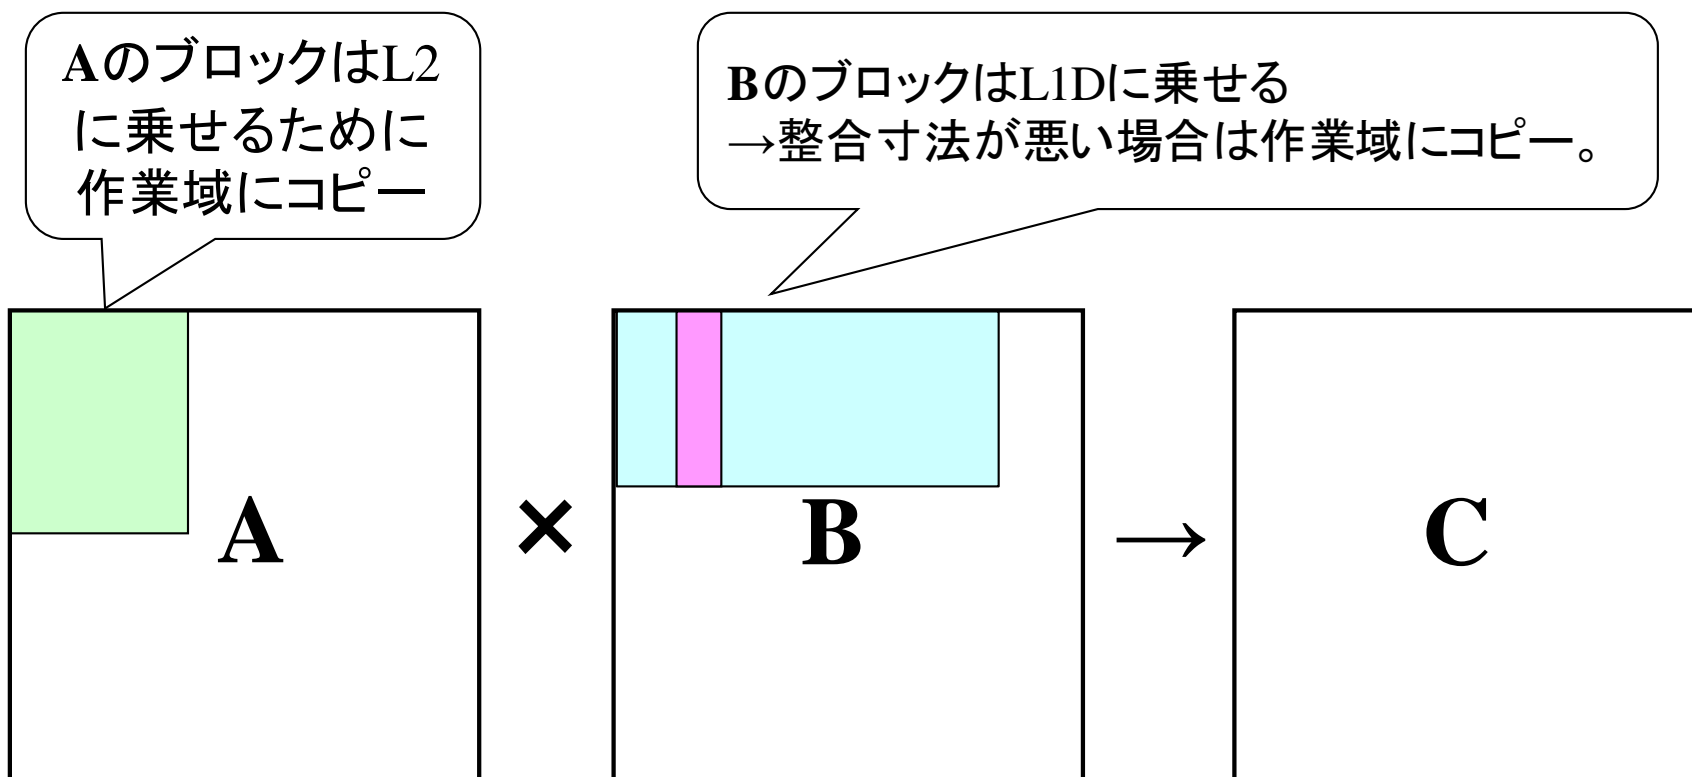 AのブロックはL2
に乗せるために
作業域にコピー
BのブロックはL1Dに乗せる
→整合寸法が悪い場合は作業域にコピー。
A × B → C